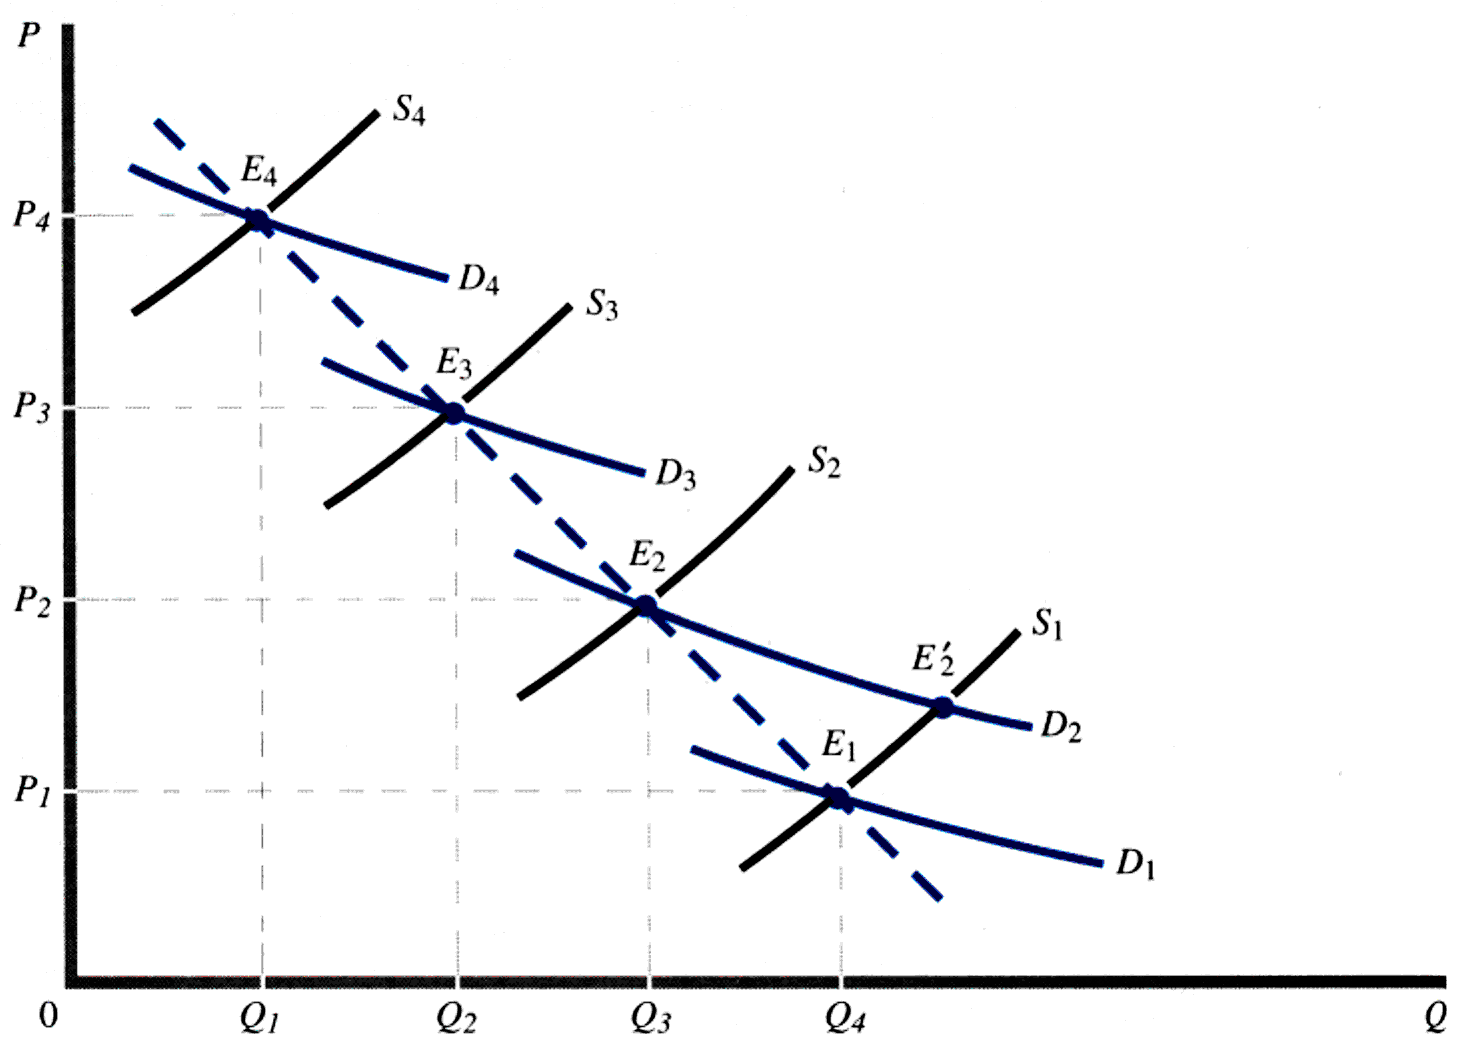 P
S4
E4
P4
D4
S3
E3
P3
D3
S2
E2
P2
S1
E′2
D2
E1
P1
D1
0 Q1 Q2 Q3 Q4 Q